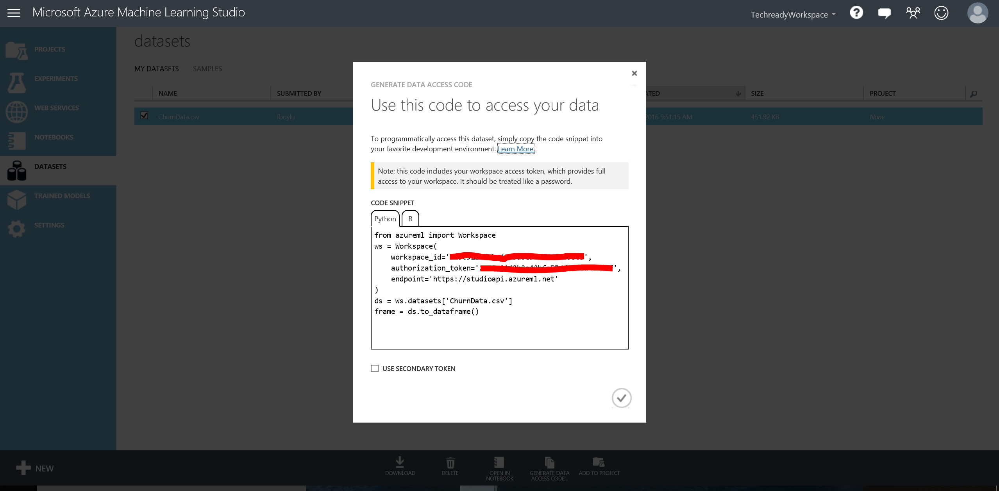 Microsoft Azure Machine Learning Studio
TechreadyWorkspace
PROJECTS
EXPERIMENTS
WEB SERVICES
NOTEBOOKS
DATASETS
TRAINED MODELS
SETTINGS
datasets
MY DATASETS SAMPLES
NAME SUBMITTED BY ATED SIZE PROJECT
ChurnData.csv fboylu 2016 9:51:15 AM 451.92 KB None
GENERATE DATA ACCESS CODE
Use this code to access your data
To programmatically access this dataset, simply copy the code snippet into
your favorite development environment. Learn More.
Note: this code includes your workspace access token, which provides full
access to your workspace. It should be treated like a password.
CODE SNIPPET
Python R
from azureml import Workspace
ws = Workspace(
workspace_id='
',
authorization_token='
',
endpoint='https://studioapi.azureml.net'
)
ds = ws.datasets['ChurnData.csv']
frame = ds.to_dataframe()
USE SECONDARY TOKEN
NEW
DOWNLOAD
DELETE
OPEN IN
NOTEBOOK
GENERATE DATA
ACCESS CODE...
ADD TO PROJECT